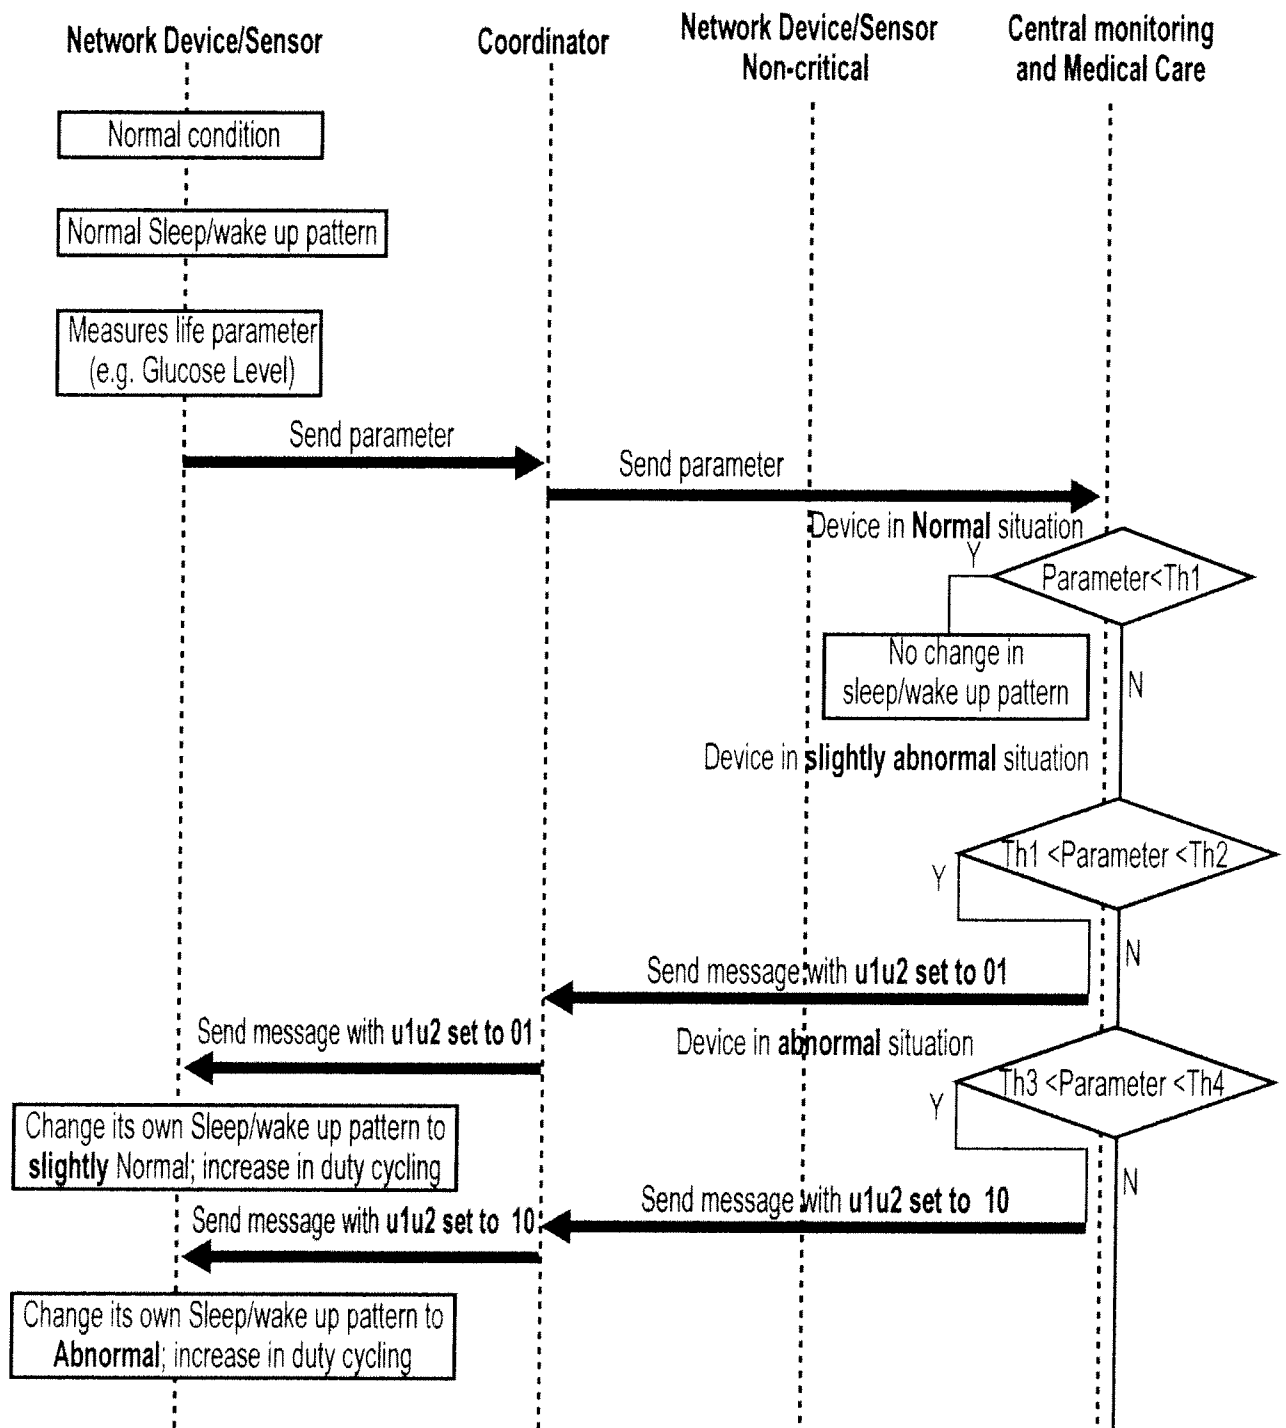 Network Device/Sensor
Coordinator
Network Device/Sensor
Non-critical
Central monitoring
and Medical Care
Normal condition
Normal Sleep/wake up pattern
Measures life parameter
(e.g. Glucose Level)
Send parameter
Send parameter
Device in Normal situation
Y
Parameter<Th1
No change in
sleep/wake up pattern
N
Device in slightly abnormal situation
Th1 <Parameter <Th2
Y
N
Send message with u1u2 set to 01
Send message with u1u2 set to 01
Device in abnormal situation
Th3 <Parameter <Th4
Y
Change its own Sleep/wake up pattern to
slightly Normal; increase in duty cycling
N
Send message with u1u2 set to 10
Send message with u1u2 set to 10
Change its own Sleep/wake up pattern to
Abnormal; increase in duty cycling